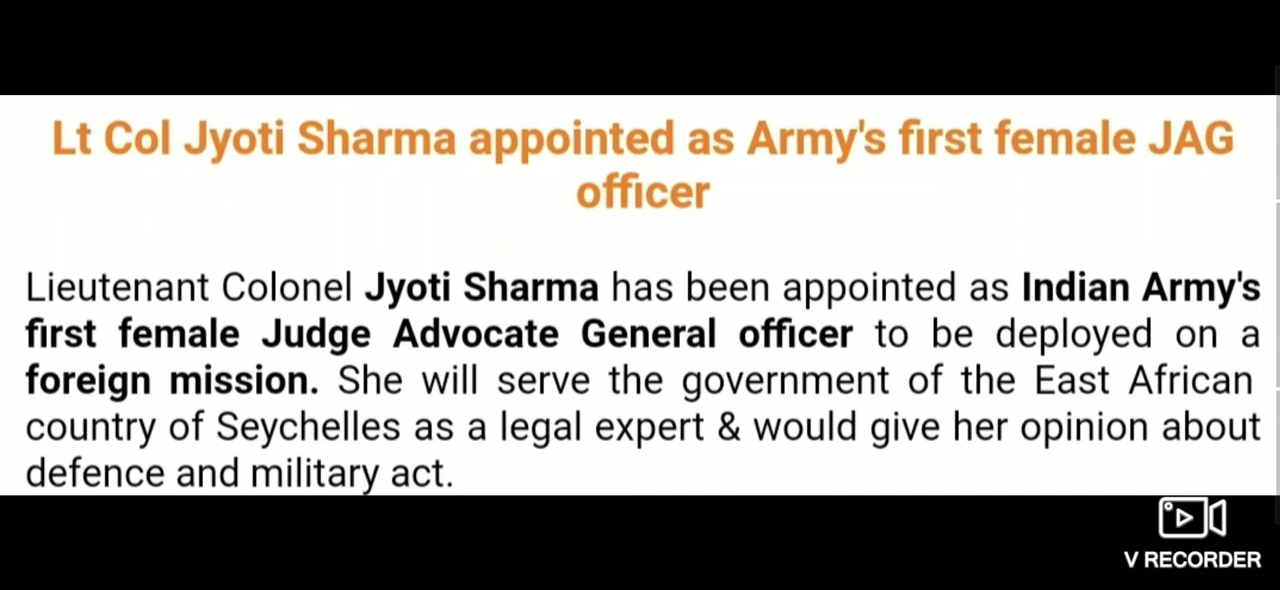 Lt Col Jyoti Sharma appointed as Army's first female JAG
officer
Lieutenant Colonel Jyoti Sharma has been appointed as Indian Army's
first female Judge Advocate General officer to be deployed on a
foreign mission. She will serve the government of the East African
country of Seychelles as a legal expert & would give her opinion about
defence and military act.
V RECORDER